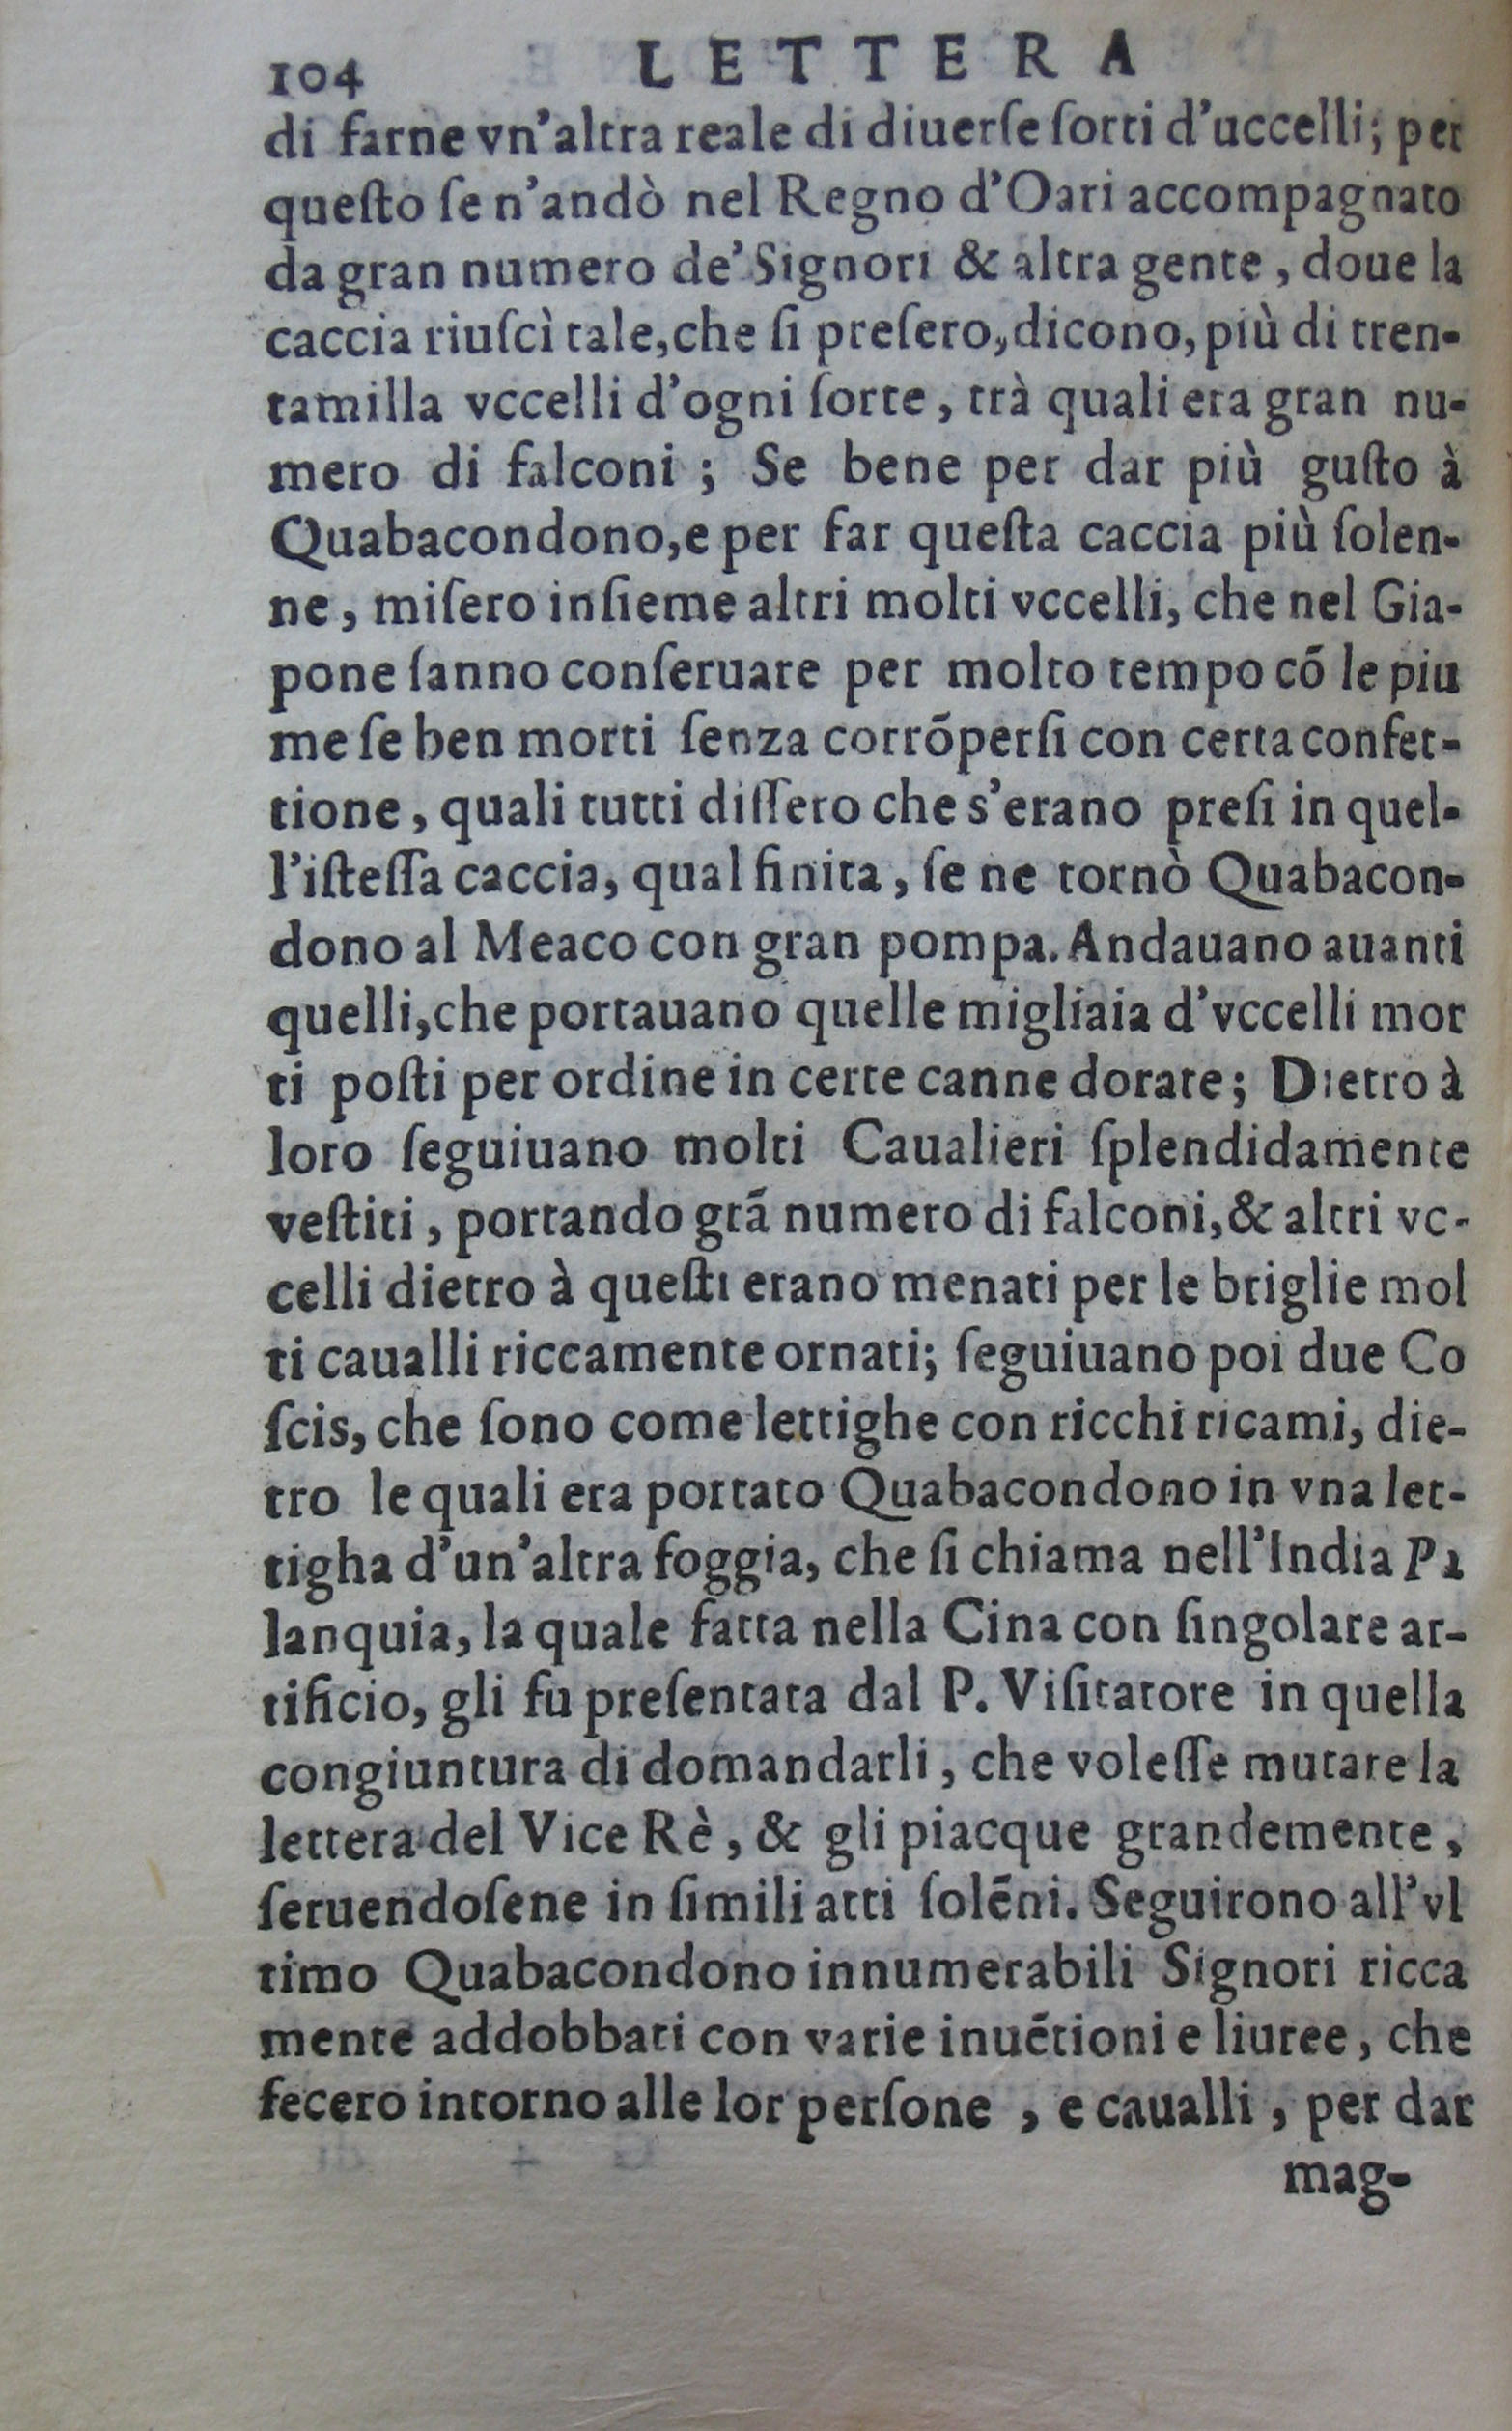 104 LETTERA
di farne vn'altra reale di diuerſe ſorti d'uccelli; per
queſto ſe n'andò nel Regno d'Oari accompagnato
da gran numero de' Signori & altra gente, doue la
caccia riuſcì tale, che ſi preſero, dicono, più di tren-
tamilla vccelli d'ogni ſorte, trà quali era gran nu-
mero di falconi; Se bene per dar più guſto à
Quabacondono, e per far queſta caccia più ſolen-
ne, miſero inſieme altri molti vccelli, che nel Gia-
pone ſanno conſeruare per molto tempo cõ le piu
me ſe ben morti ſenza corrõperſi con certa confet-
tione, quali tutti diſſero che s'erano preſi in quel-
l'iſteſſa caccia, qual finita, ſe ne tornò Quabacon-
dono al Meaco con gran pompa. Andauano auanti
quelli, che portauano quelle migliaia d'vccelli mor
ti poſti per ordine in certe canne dorate; Dietro à
loro ſeguiuano molti Caualieri ſplendidamente
veſtiti, portando grã numero di falconi, & altri vc-
celli dietro à queſti erano menati per le briglie mol
ti caualli riccamente ornati; ſeguiuano poi due Co
ſcis, che ſono come lettighe con ricchi ricami, die-
tro le quali era portato Quabacondono in vna let-
tigha d'un'altra foggia, che ſi chiama nell'India Pa
lanquia, la quale fatta nella Cina con ſingolare ar-
tificio, gli fu preſentata dal P. Viſitatore in quella
congiuntura di domandarli, che voleſſe mutare la
lettera del Vice Rè, & gli piacque grandemente,
ſeruendoſene in ſimili atti ſolẽni. Seguirono all'vl
timo Quabacondono innumerabili Signori ricca
mente addobbati con varie inuẽtioni e liuree, che
fecero intorno alle lor perſone, e caualli, per dar
mag-